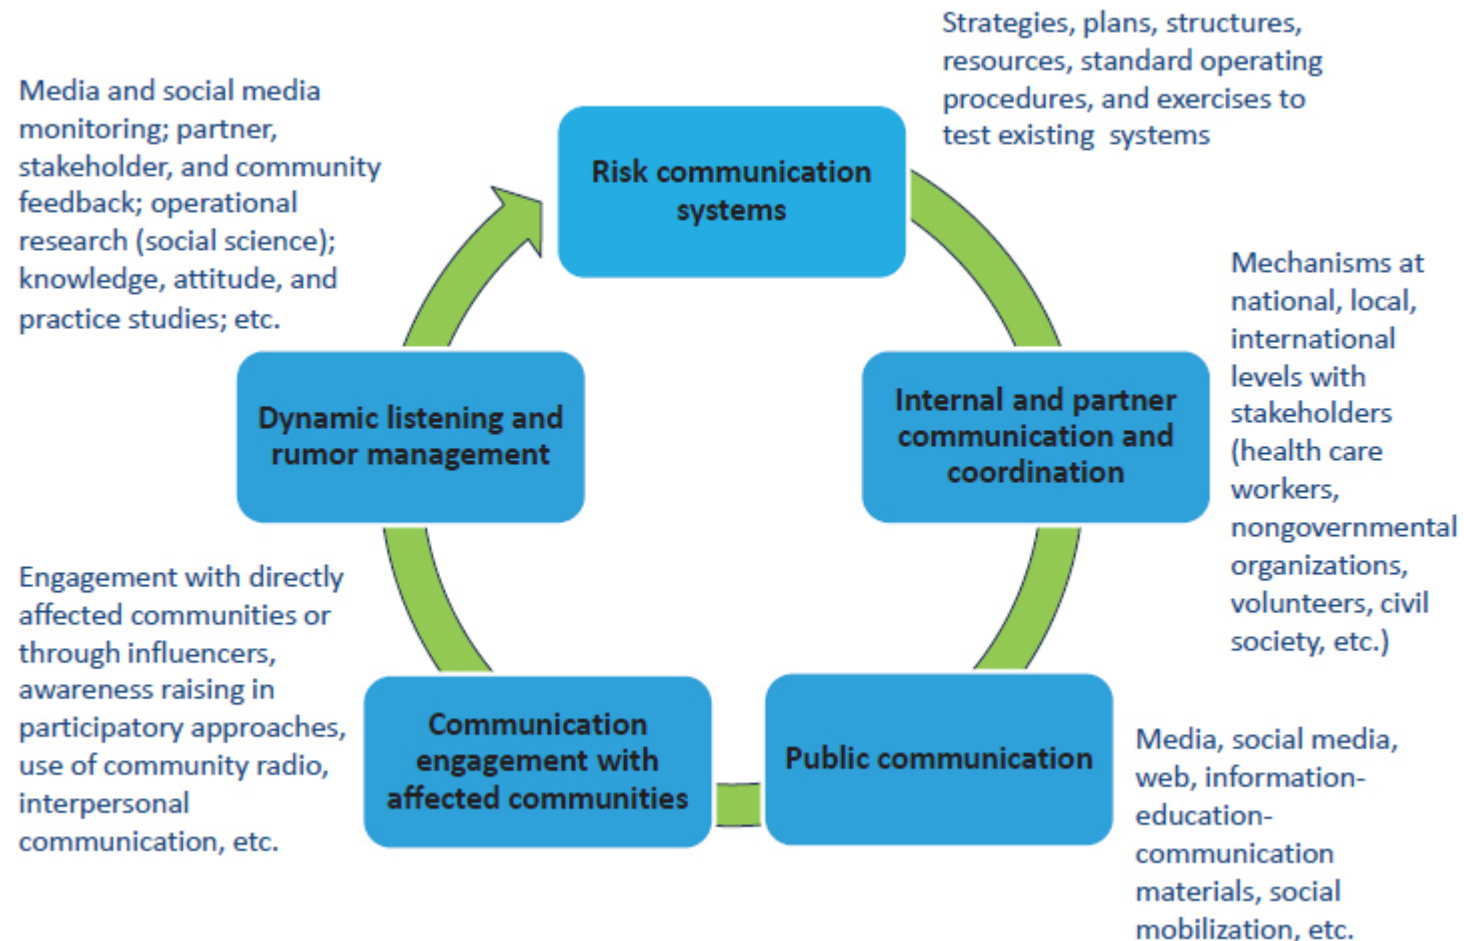 Strategies, plans, structures,
resources, standard operating
procedures, and exercises to
test existing systems
Media and social media
monitoring; partner,
stakeholder, and community
feedback; operational
research (social science);
knowledge, attitude, and
practice studies; etc.
Risk communication
systems
Mechanisms at
national, local,
international
levels with
stakeholders
(health care
workers,
nongovernmental
organizations,
volunteers, civil
society, etc.)
Internal and partner
communication and
coordination
Dynamic listening and
rumor management
Engagement with directly
affected communities or
through influencers,
awareness raising in
participatory approaches,
use of community radio,
interpersonal
communication, etc.
Communication
engagement with
affected communities
Public communication
Media, social media,
web, information-
education-
communication
materials, social
mobilization, etc.